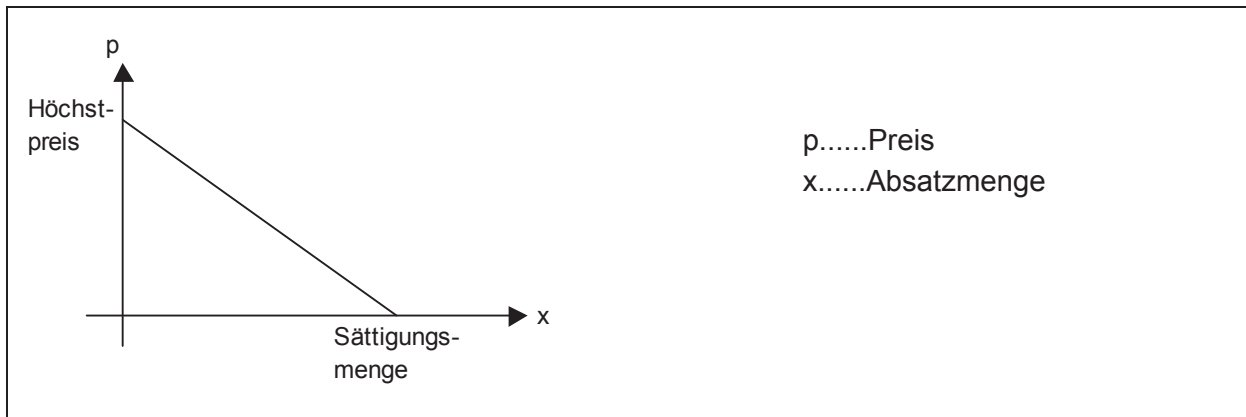 p
Höchst-
preis
p......Preis
x......Absatzmenge
x
Sättigungs-
menge